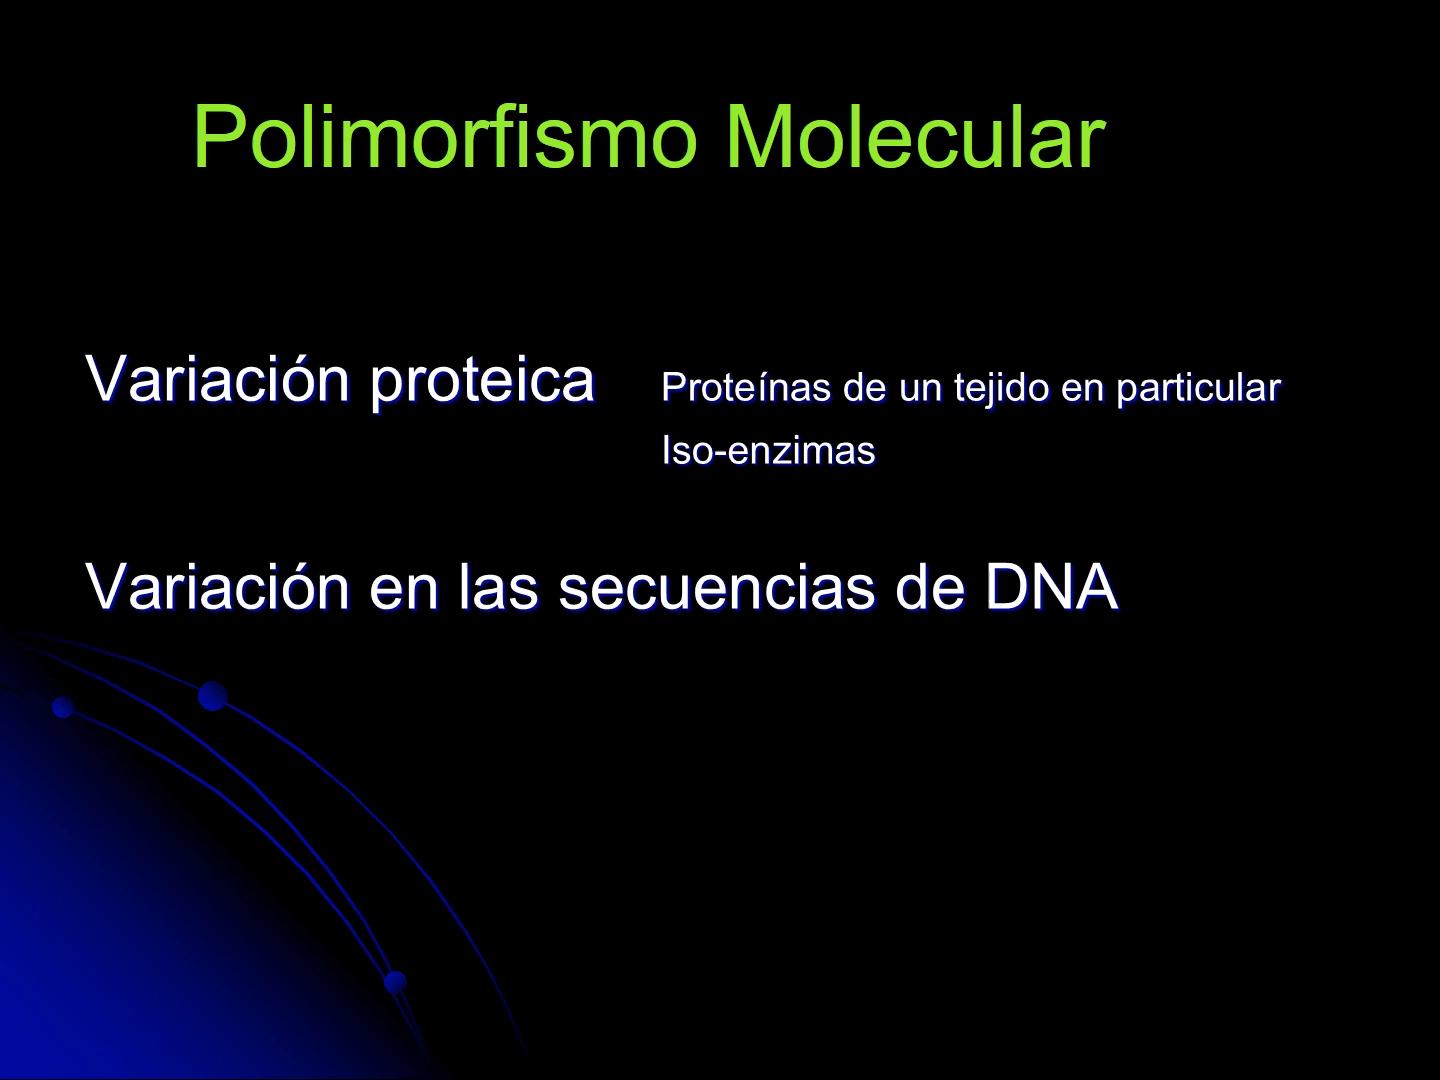 Polimorfismo Molecular
Variación proteica Proteínas de un tejido en particular
Iso-enzimas
Variación en las secuencias de DNA